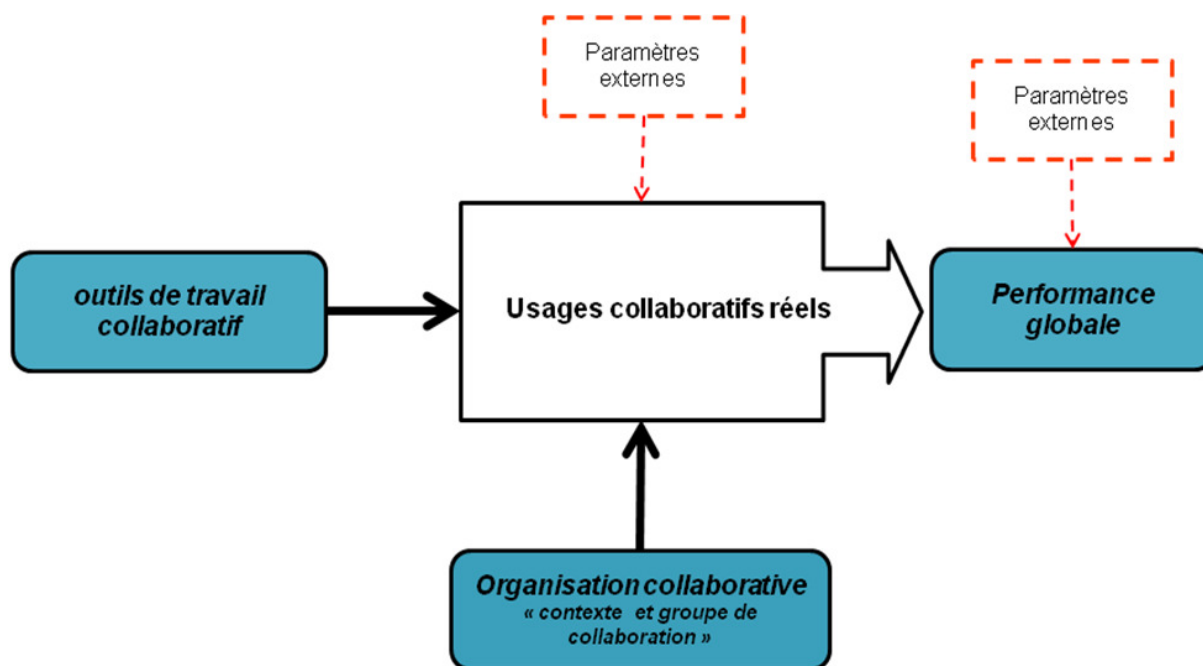 Paramètres
externes
Paramètres
externes
outils de travail
collaboratif
Usages collaboratifs réels
Performance
globale
Organisation collaborative
« contexte et groupe de
collaboration »